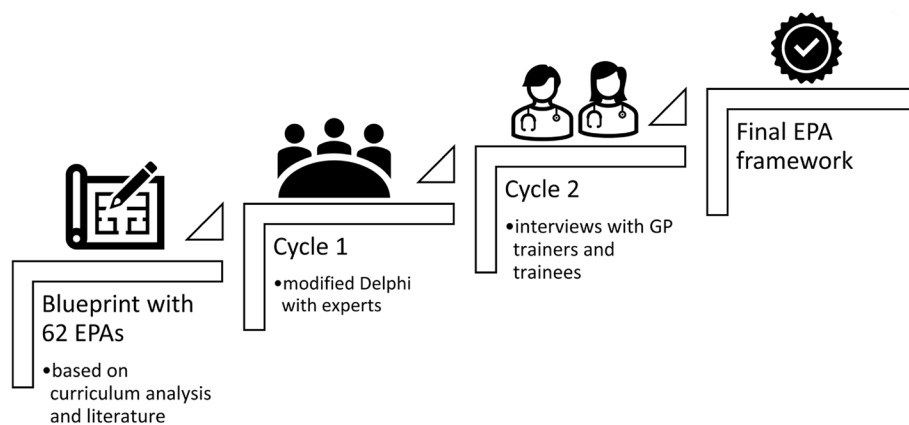 Blueprint with
62 EPAs
•based on
curriculum analysis
and literature
Cycle 1
•modified Delphi
with experts
Cycle 2
•interviews with GP
trainers and
trainees
Final EPA
framework